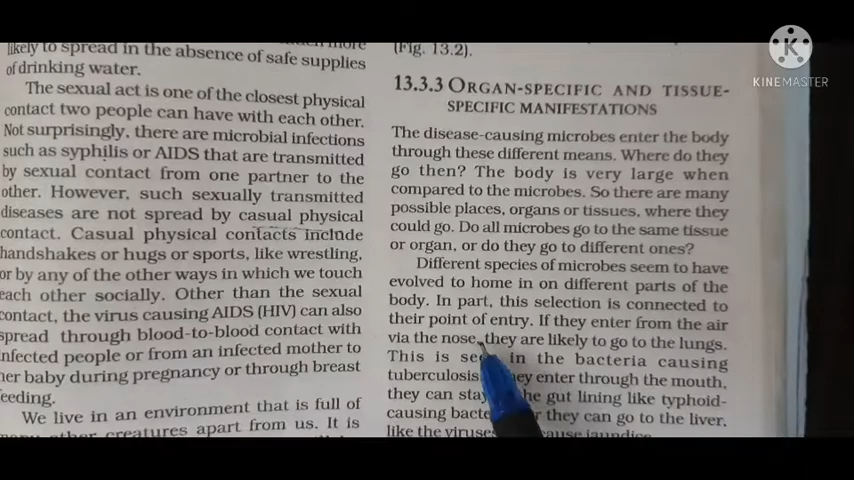 likely to spread in the absence of safe supplies
of drinking water.
The sexual act is one of the closest physical
contact two people can have with each other.
Not surprisingly, there are microbial infections
such as syphilis or AIDS that are transmitted
by sexual contact from one partner to the
other. However, such sexually transmitted
diseases are not spread by casual physical
contact. Casual physical contacts include
handshakes or hugs or sports, like wrestling,
or by any of the other ways in which we touch
each other socially. Other than the sexual
contact, the virus causing AIDS (HIV) can also
spread through blood-to-blood contact with
infected people or from an infected mother to
her baby during pregnancy or through breast
feeding.
We live in an environment that is full of
many other creatures apart from us. It is
(Fig. 13.2).
13.3.3 ORGAN-SPECIFIC AND TISSUE-
SPECIFIC MANIFESTATIONS
The disease-causing microbes enter the body
through these different means. Where do they
go then? The body is very large when
compared to the microbes. So there are many
possible places, organs or tissues, where they
could go. Do all microbes go to the same tissue
or organ, or do they go to different ones?
Different species of microbes seem to have
evolved to home in on different parts of the
body. In part, this selection is connected to
their point of entry. If they enter from the air
via the nose, they are likely to go to the lungs.
This is in the bacteria causing
tuberculosis enter through the mouth,
they can stay gut lining like typhoid-
causing they can go to the liver,
like the viruses cause jaundice
KINEMASTER